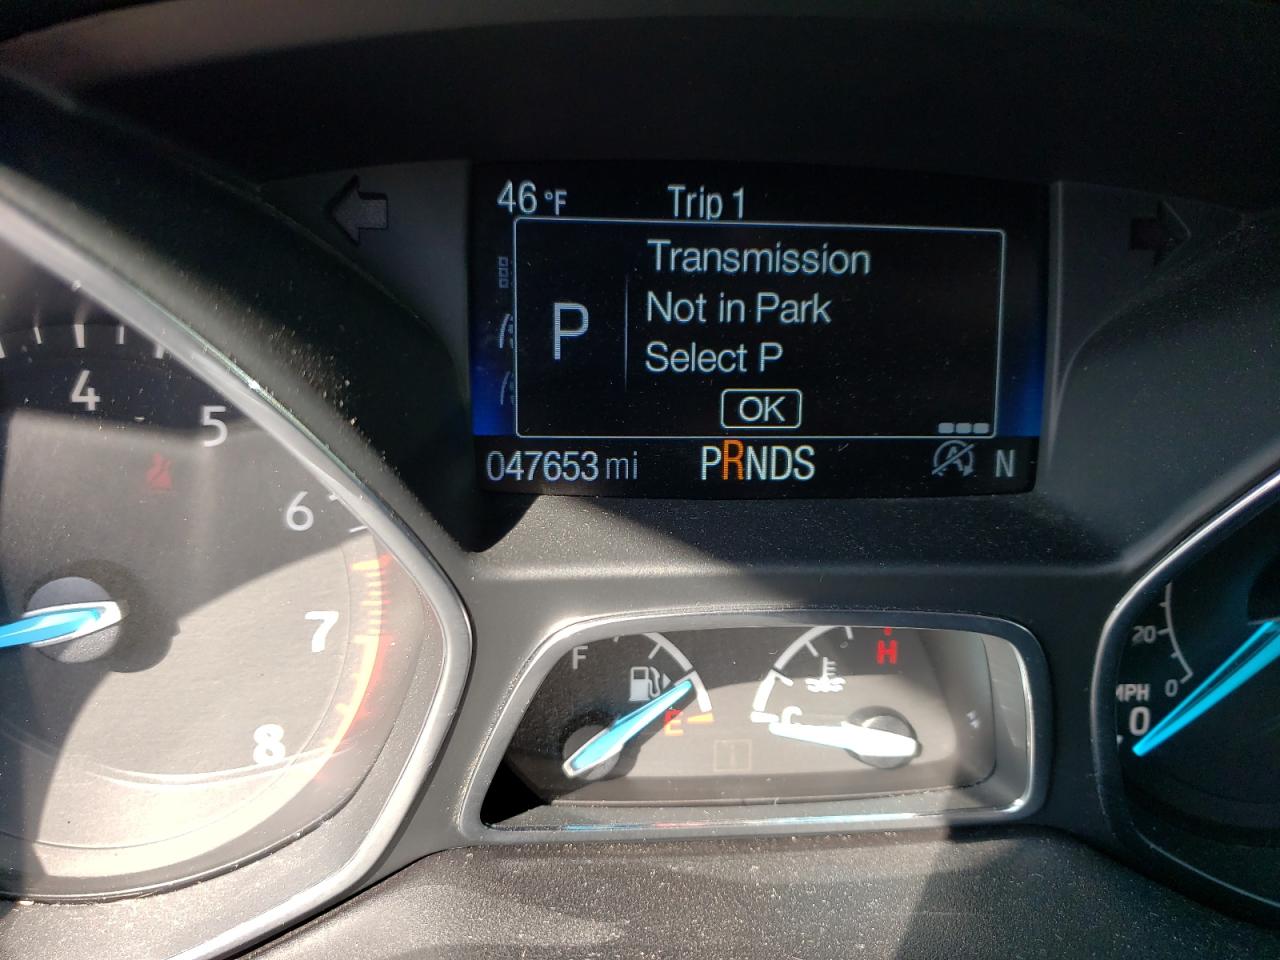 46 °F Trip 1
P
Transmission
Not in Park
Select P
OK
047653 mi PRNDS A N
4
5
6
7
8
F
E
H
C
20
0
MPH
0